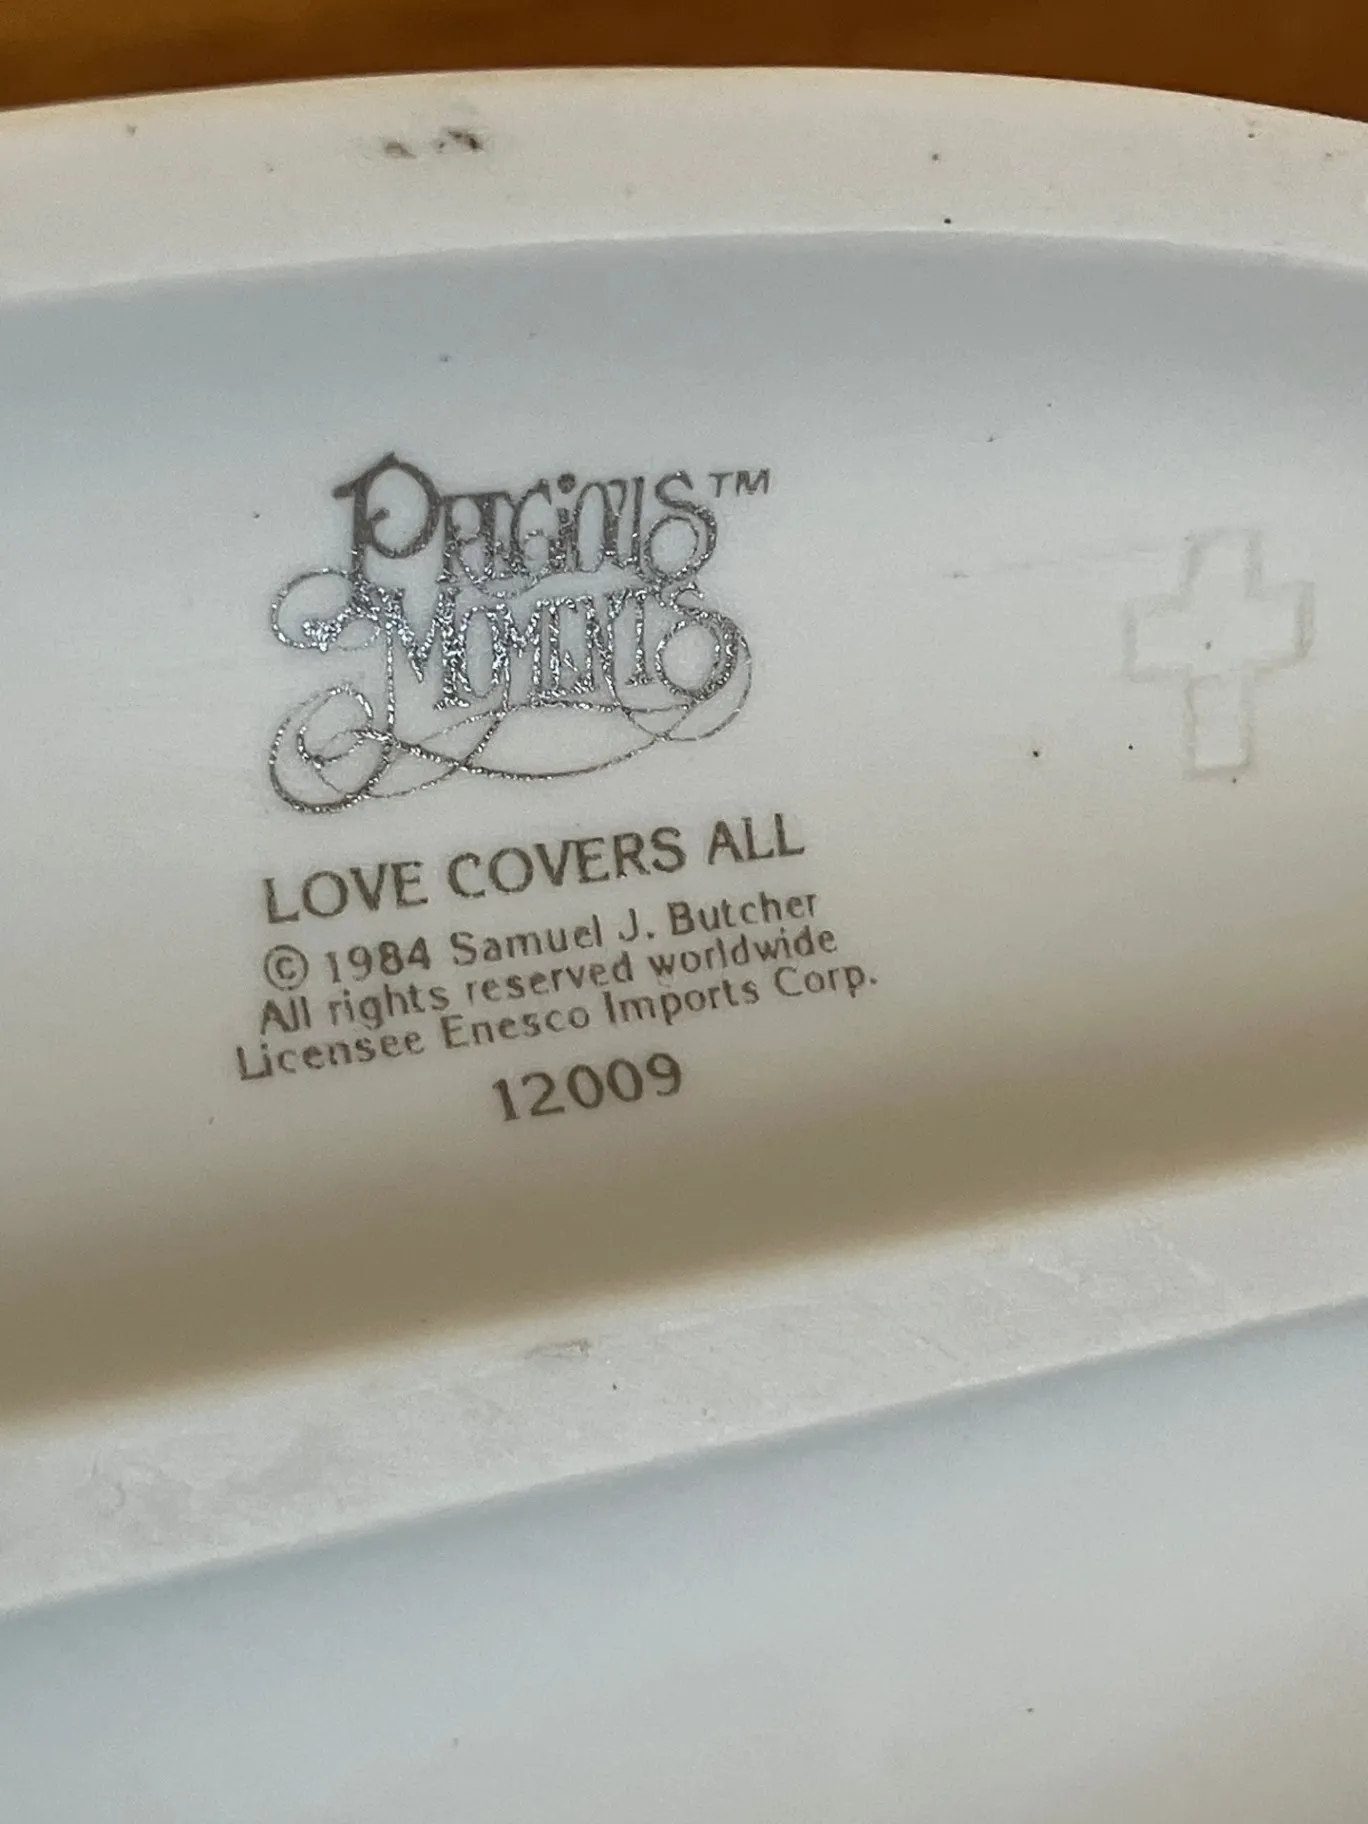 PRECIOUS™
MOMENTS
LOVE COVERS ALL
© 1984 Samuel J. Butcher
All rights reserved worldwide
Licensee Enesco Imports Corp.
12009